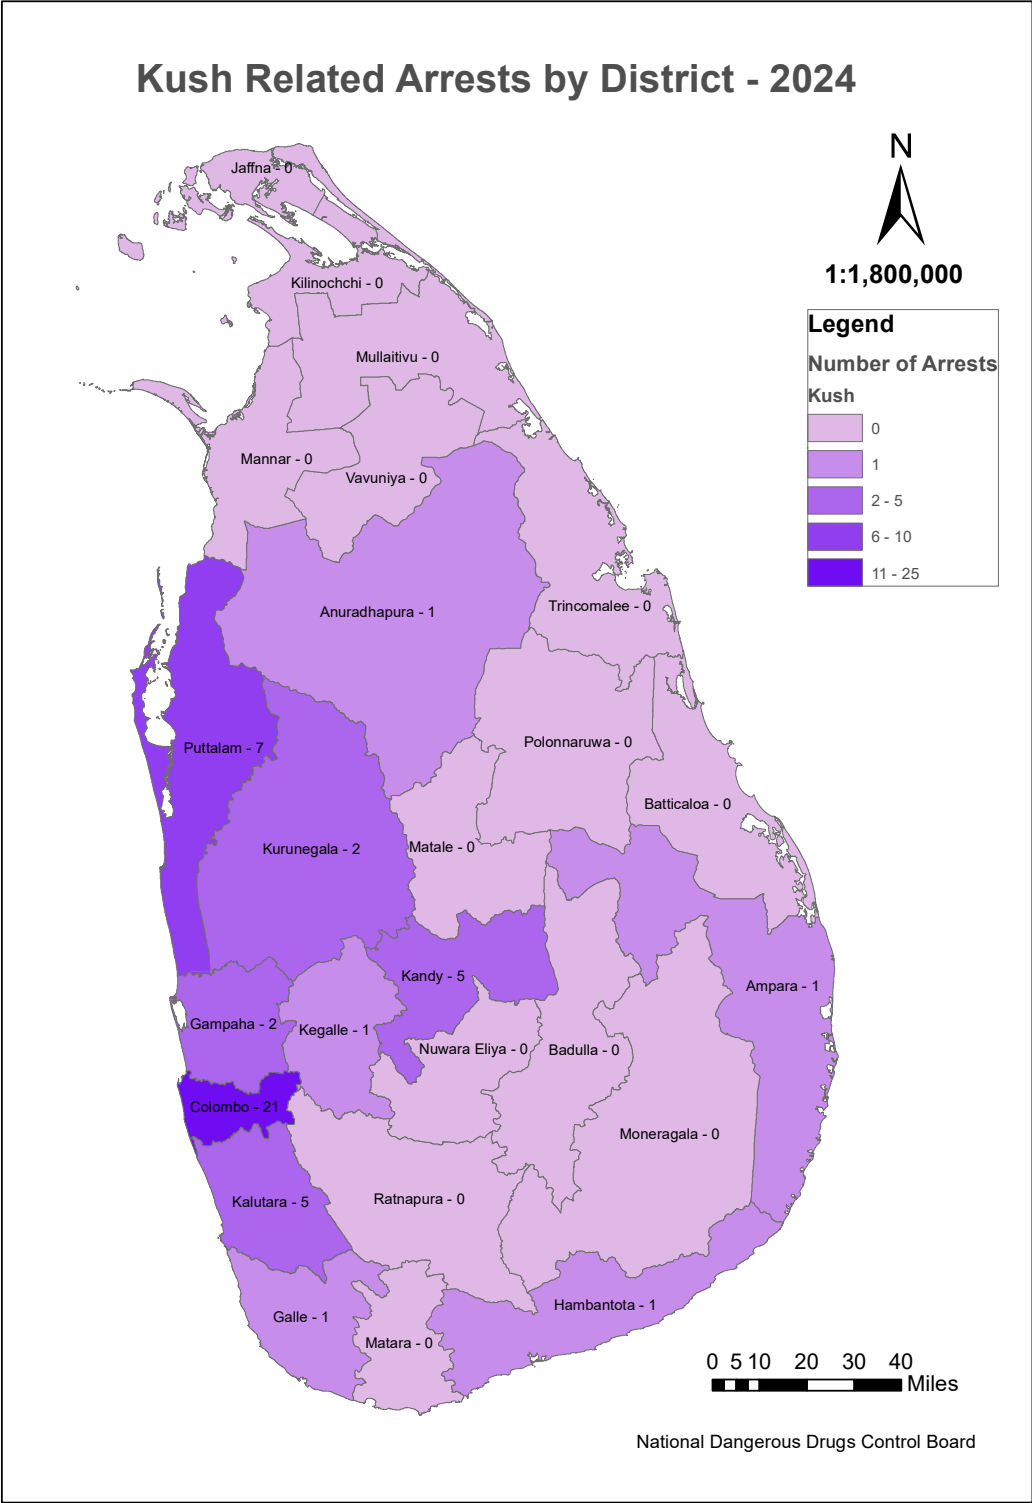 Kush Related Arrests by District - 2024
N
1:1,800,000
Legend
Number of Arrests
Kush
0
1
2 - 5
6 - 10
11 - 25
Jaffna - 0
Kilinochchi - 0
Mullaitivu - 0
Mannar - 0
Vavuniya - 0
Anuradhapura - 1
Trincomalee - 0
Puttalam - 7
Polonnaruwa - 0
Batticaloa - 0
Kurunegala - 2
Matale - 0
Kandy - 5
Ampara - 1
Gampaha - 2
Kegalle - 1
Nuwara Eliya - 0
Badulla - 0
Colombo - 21
Moneragala - 0
Kalutara - 5
Ratnapura - 0
Galle - 1
Hambantota - 1
Matara - 0
0 5 10 20 30 40
Miles
National Dangerous Drugs Control Board